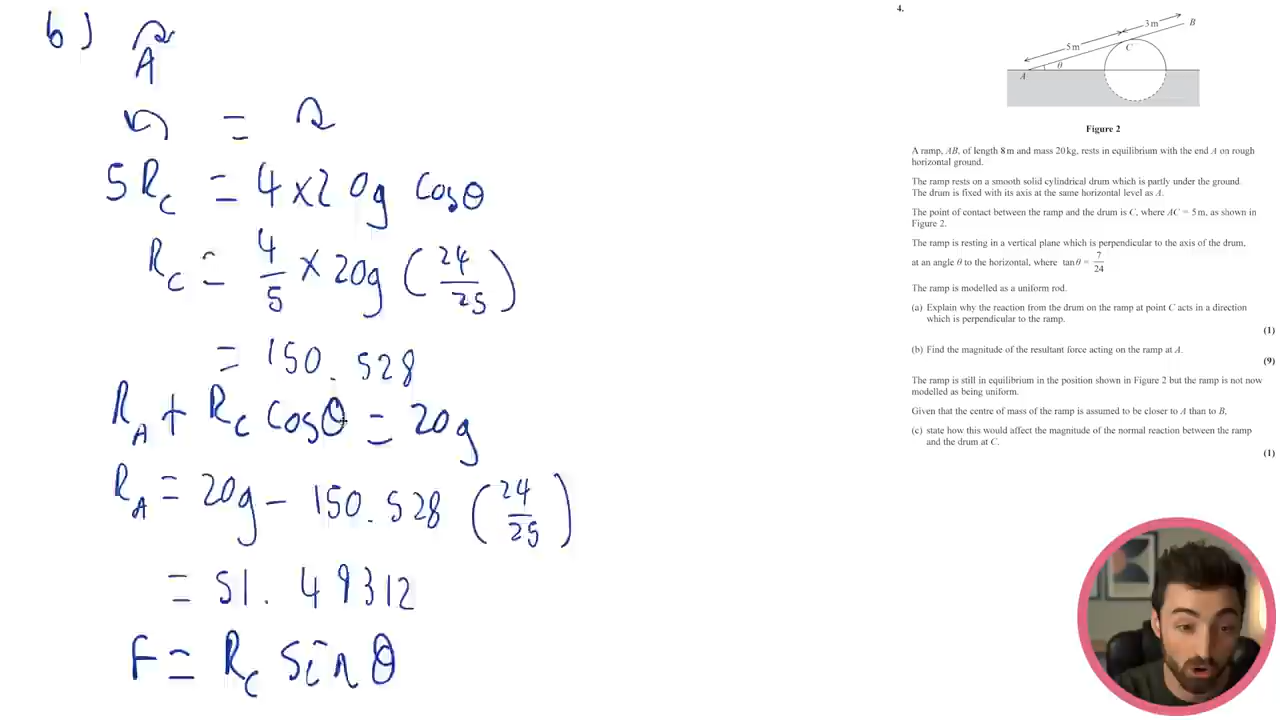 b) A
=
5R_C = 4 × 20g cosθ
R_C = 4/5 × 20g (24/25)
= 150.528
R_A + R_C cosθ = 20g
R_A = 20g - 150.528 (24/25)
= 51.49312
F = R_C sinθ
4.
3 m
B
5 m
C
θ
A
Figure 2
A ramp, AB, of length 8 m and mass 20 kg, rests in equilibrium with the end A on rough
horizontal ground.
The ramp rests on a smooth solid cylindrical drum which is partly under the ground.
The drum is fixed with its axis at the same horizontal level as A.
The point of contact between the ramp and the drum is C, where AC = 5 m, as shown in
Figure 2.
The ramp is resting in a vertical plane which is perpendicular to the axis of the drum,
at an angle θ to the horizontal, where tan θ = 7/24
The ramp is modelled as a uniform rod.
(a) Explain why the reaction from the drum on the ramp at point C acts in a direction
which is perpendicular to the ramp.
(1)
(b) Find the magnitude of the resultant force acting on the ramp at A.
(9)
The ramp is still in equilibrium in the position shown in Figure 2 but the ramp is not now
modelled as being uniform.
Given that the centre of mass of the ramp is assumed to be closer to A than to B,
(c) state how this would affect the magnitude of the normal reaction between the ramp
and the drum at C.
(1)